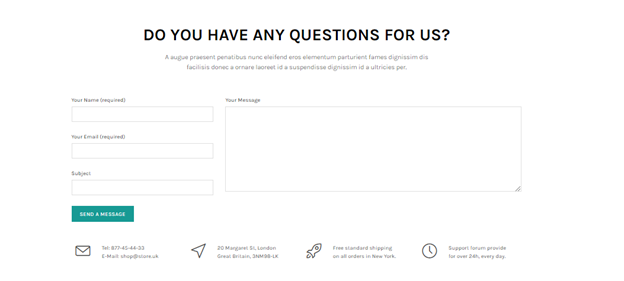 DO YOU HAVE ANY QUESTIONS FOR US?
A augue praesent penatibus nunc eleifend eros elementum parturient fames dignissim dis
facilisis dones a ornare laoreet id a suspendisse dignissim id a ultricies per.
Your Name (required)
Your Email (required)
Subject
SEND A MESSAGE
Your Message
Tel: 877-45-44-33
E-Mail: shop@store.uk
20 Margaret St, London
Great Britain, 3NM98-LK
Free standard shipping
on all orders in New York.
Support lorum provide
for over 24h, every day.